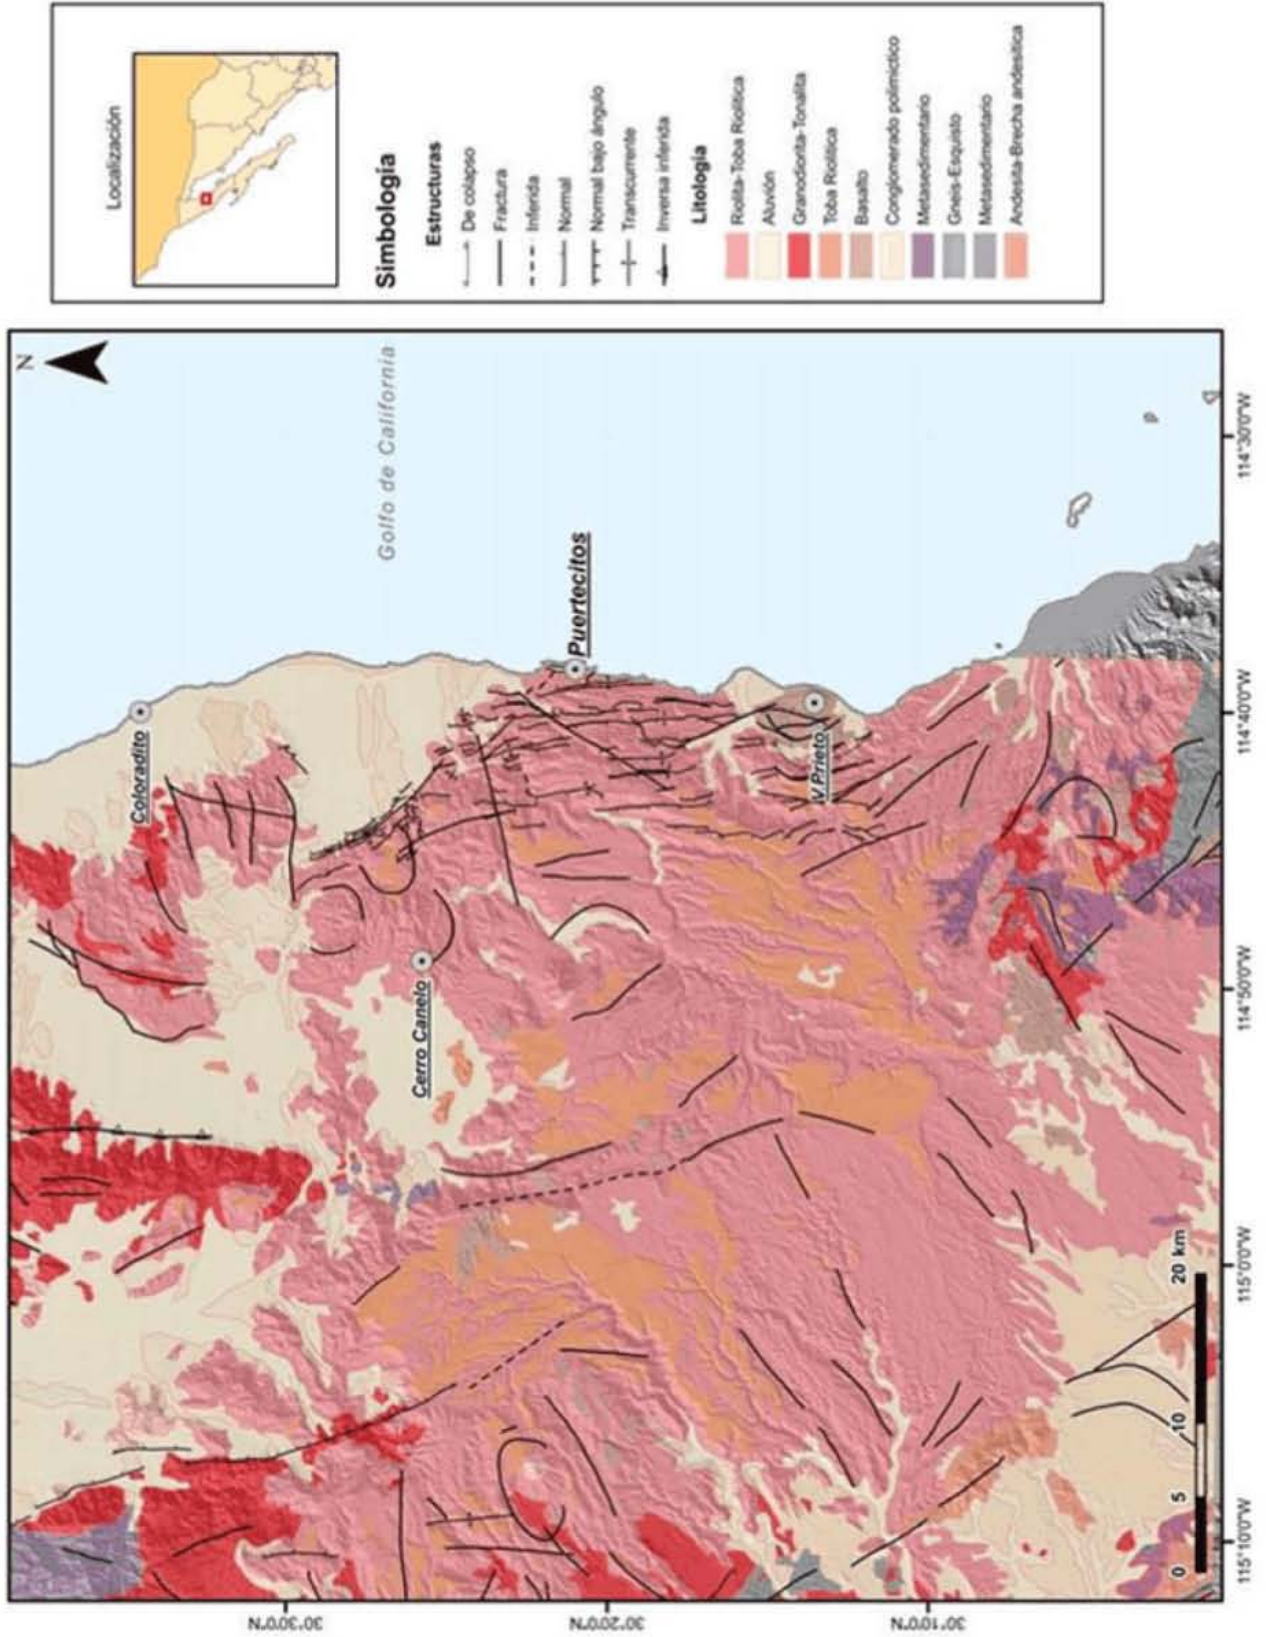 Localización
Simbología
Estructuras
De colapso
Fractura
Inferida
Normal
Normal bajo ángulo
Transcurrente
Inversa inferida
Litología
Riolita-Toba Riolítica
Aluvión
Granodiorita-Tonalita
Toba Riolítica
Basalto
Conglomerado polimíctico
Metasedimentario
Gneis-Esquisto
Metasedimentario
Andesita-Brecha andesítica
N
Golfo de California
Coloradito
Puertecitos
V Prieto
Cerro Canelo
0 5 10 20 km
115°10'0"W
115°0'0"W
114°50'0"W
114°40'0"W
114°30'0"W
30°30'0"N
30°20'0"N
30°10'0"N